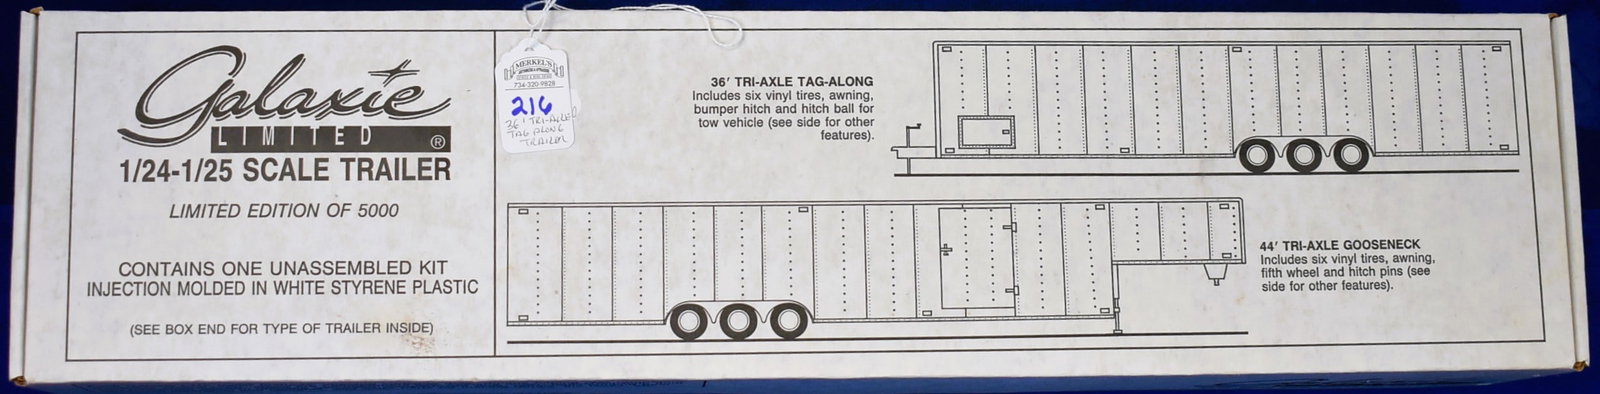 Galaxie
LIMITED ®
1/24-1/25 SCALE TRAILER
LIMITED EDITION OF 5000
CONTAINS ONE UNASSEMBLED KIT
INJECTION MOLDED IN WHITE STYRENE PLASTIC
(SEE BOX END FOR TYPE OF TRAILER INSIDE)
MERKEL'S
734-320-9828
216
36' TRI-AXLE
TAG ALONG
TRAILER
36' TRI-AXLE TAG-ALONG
Includes six vinyl tires, awning,
bumper hitch and hitch ball for
tow vehicle (see side for other
features).
44' TRI-AXLE GOOSENECK
Includes six vinyl tires, awning,
fifth wheel and hitch pins (see
side for other features).